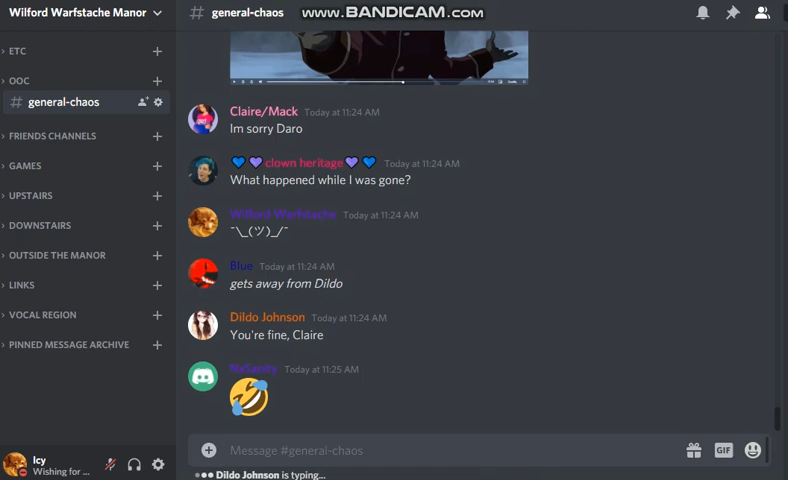 Wilford Warfstache Manor
# general-chaos
www.BANDICAM.com
ETC
OOC
# general-chaos
FRIENDS CHANNELS
GAMES
UPSTAIRS
DOWNSTAIRS
OUTSIDE THE MANOR
LINKS
VOCAL REGION
PINNED MESSAGE ARCHIVE
Icy
Wishing for ...
Claire/Mack Today at 11:24 AM
Im sorry Daro
💙💜clown heritage💜💙 Today at 11:24 AM
What happened while I was gone?
Wilford Warfstache Today at 11:24 AM
¯\_(ツ)_/¯
Blue Today at 11:24 AM
gets away from Dildo
Dildo Johnson Today at 11:24 AM
You're fine, Claire
NxSanity Today at 11:25 AM
🤣
Message #general-chaos
GIF
Dildo Johnson is typing...